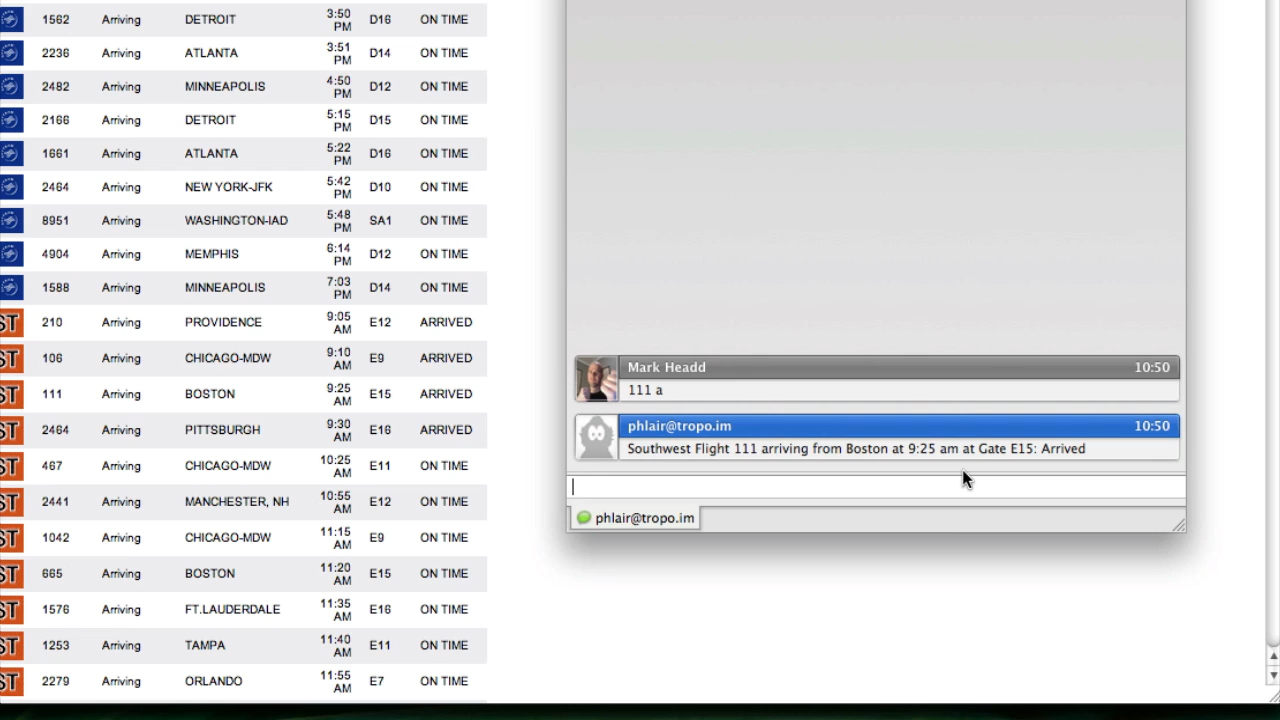 1562 Arriving DETROIT 3:50 PM D16 ON TIME
2236 Arriving ATLANTA 3:51 PM D14 ON TIME
2482 Arriving MINNEAPOLIS 4:50 PM D12 ON TIME
2166 Arriving DETROIT 5:15 PM D15 ON TIME
1661 Arriving ATLANTA 5:22 PM D16 ON TIME
2464 Arriving NEW YORK-JFK 5:42 PM D10 ON TIME
8951 Arriving WASHINGTON-IAD 5:48 PM SA1 ON TIME
4904 Arriving MEMPHIS 6:14 PM D12 ON TIME
1588 Arriving MINNEAPOLIS 7:03 PM D14 ON TIME
ST 210 Arriving PROVIDENCE 9:05 AM E12 ARRIVED
ST 106 Arriving CHICAGO-MDW 9:10 AM E9 ARRIVED
ST 111 Arriving BOSTON 9:25 AM E15 ARRIVED
ST 2464 Arriving PITTSBURGH 9:30 AM E16 ARRIVED
ST 467 Arriving CHICAGO-MDW 10:25 AM E11 ON TIME
ST 2441 Arriving MANCHESTER, NH 10:55 AM E12 ON TIME
ST 1042 Arriving CHICAGO-MDW 11:15 AM E9 ON TIME
ST 665 Arriving BOSTON 11:20 AM E15 ON TIME
ST 1576 Arriving FT.LAUDERDALE 11:35 AM E16 ON TIME
ST 1253 Arriving TAMPA 11:40 AM E11 ON TIME
ST 2279 Arriving ORLANDO 11:55 AM E7 ON TIME
Mark Headd 10:50
111 a
phlair@tropo.im 10:50
Southwest Flight 111 arriving from Boston at 9:25 am at Gate E15: Arrived
phlair@tropo.im